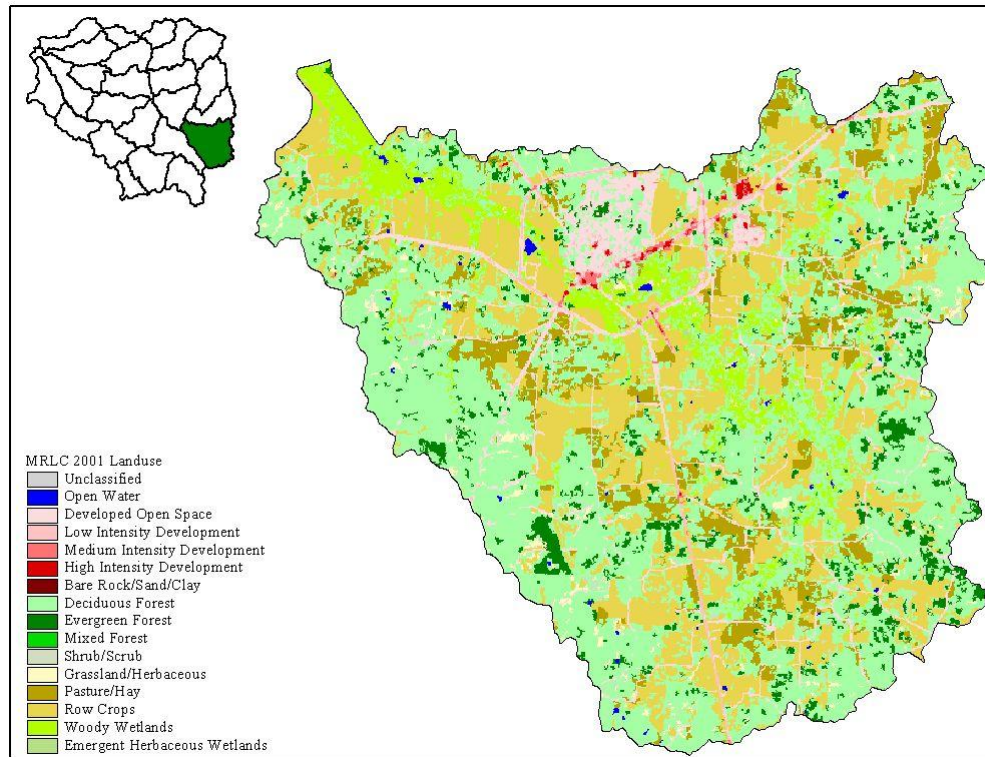 MRLC 2001 Landuse
Unclassified
Open Water
Developed Open Space
Low Intensity Development
Medium Intensity Development
High Intensity Development
Bare Rock/Sand/Clay
Deciduous Forest
Evergreen Forest
Mixed Forest
Shrub/Scrub
Grassland/Herbaceous
Pasture/Hay
Row Crops
Woody Wetlands
Emergent Herbaceous Wetlands